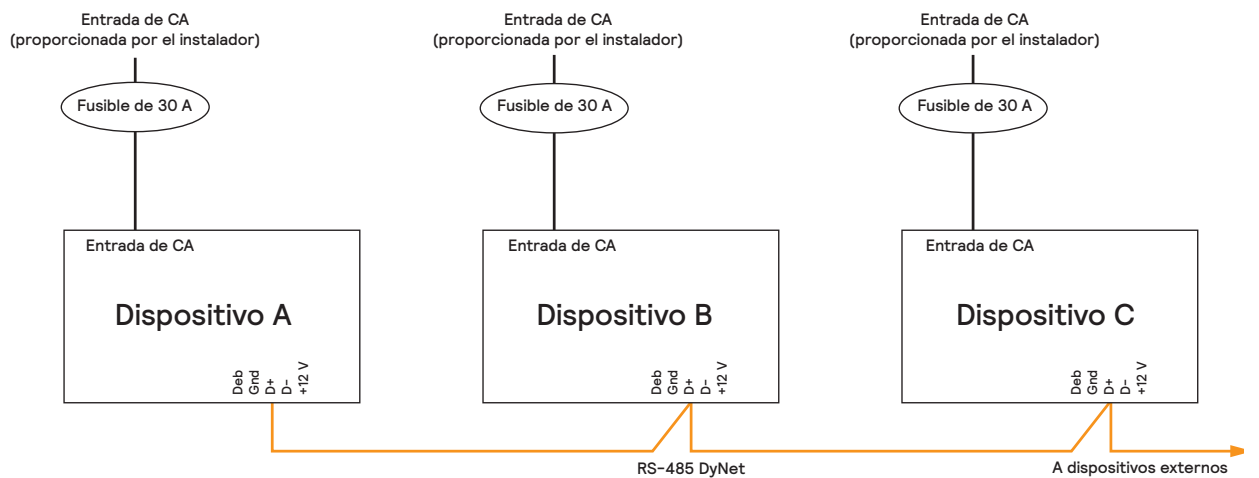 Entrada de CA
(proporcionada por el instalador)
Entrada de CA
(proporcionada por el instalador)
Entrada de CA
(proporcionada por el instalador)
Fusible de 30 A
Fusible de 30 A
Fusible de 30 A
Entrada de CA
Dispositivo A
Deb
Gnd
D+
D-
+12 V
Entrada de CA
Dispositivo B
Deb
Gnd
D+
D-
+12 V
Entrada de CA
Dispositivo C
Deb
Gnd
D+
D-
+12 V
RS-485 DyNet
A dispositivos externos